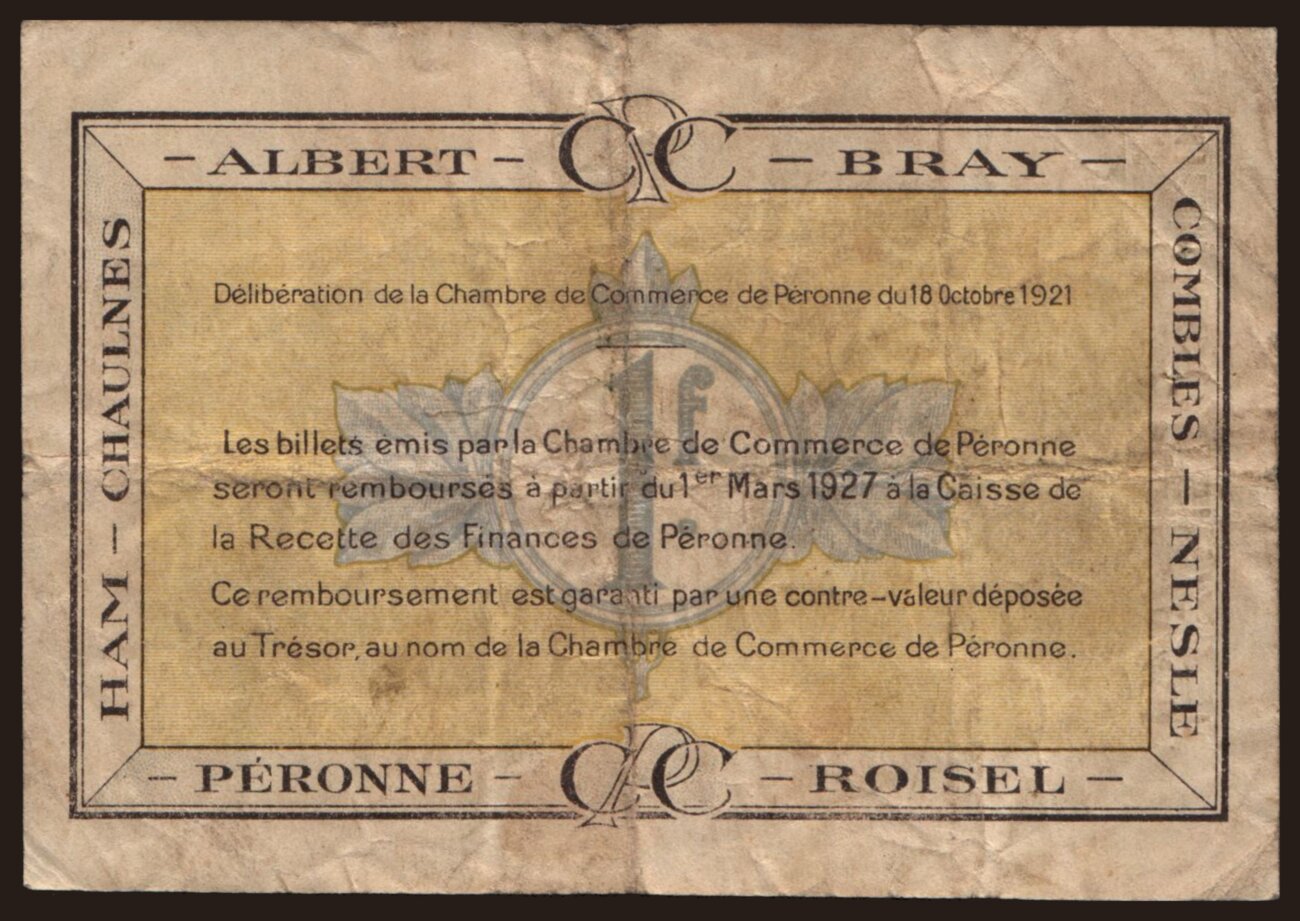 - ALBERT - CPC - BRAY -
HAM - CHAULNES
COMBLES - NESLE
Délibération de la Chambre de Commerce de Péronne du 18 Octobre 1921
1f
Les billets émis par la Chambre de Commerce de Péronne
seront remboursés à partir du 1er Mars 1927 à la Caisse de
la Recette des Finances de Péronne.
Ce remboursement est garanti par une contre-valeur déposée
au Trésor, au nom de la Chambre de Commerce de Péronne.
- PÉRONNE - CPC - ROISEL -